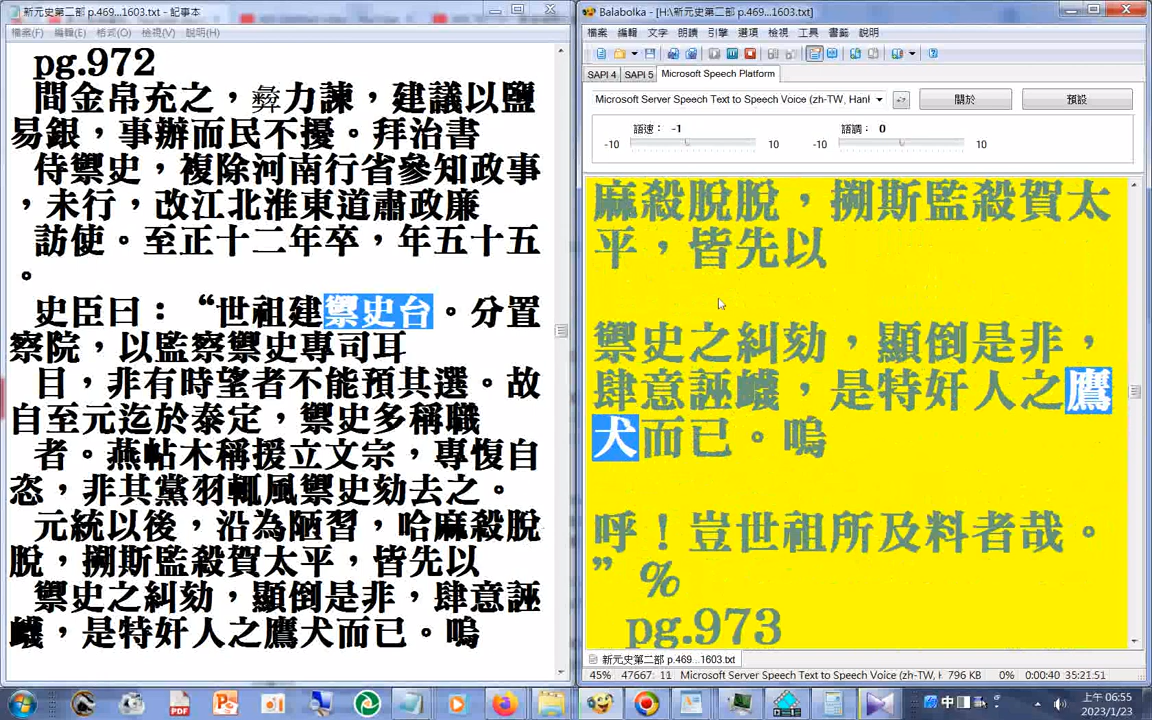 新元史第二部 p.469...1603.txt - 記事本
檔案(F) 編輯(E) 格式(O) 檢視(V) 說明(H)
pg.972
間金帛充之，彝力諫，建議以鹽
易銀，事辦而民不擾。拜治書
侍禦史，複除河南行省參知政事
，未行，改江北淮東道肅政廉
訪使。至正十二年卒，年五十五
。
史臣曰：“世祖建禦史台。分置
察院，以監察禦史專司耳
目，非有時望者不能預其選。故
自至元迄於泰定，禦史多稱職
者。燕帖木稱援立文宗，專愎自
恣，非其黨羽輒風禦史劾去之。
元統以後，沿為陋習，哈麻殺脫
脫，搠斯監殺賀太平，皆先以
禦史之糾劾，顯倒是非，肆意誣
衊，是特奸人之鷹犬而已。嗚
Balabolka - [H:\新元史第二部 p.469...1603.txt]
檔案 編輯 文字 朗讀 引擎 選項 檢視 工具 書籤 說明
SAPI 4 SAPI 5 Microsoft Speech Platform
Microsoft Server Speech Text to Speech Voice (zh-TW, Hanl
關於 預設
語速： -1 語調： 0
-10 10 -10 10
麻殺脫脫，搠斯監殺賀太
平，皆先以
禦史之糾劾，顯倒是非，
肆意誣衊，是特奸人之鷹
犬而已。嗚
呼！豈世祖所及料者哉。
” %
pg.973
新元史第二部 p.469...1603.txt
45% 47667: 11 Microsoft Server Speech Text to Speech Voice (zh-TW, H 796 KB 0% 0:00:40 35:21:51
中
上午 06:55
2023/1/23